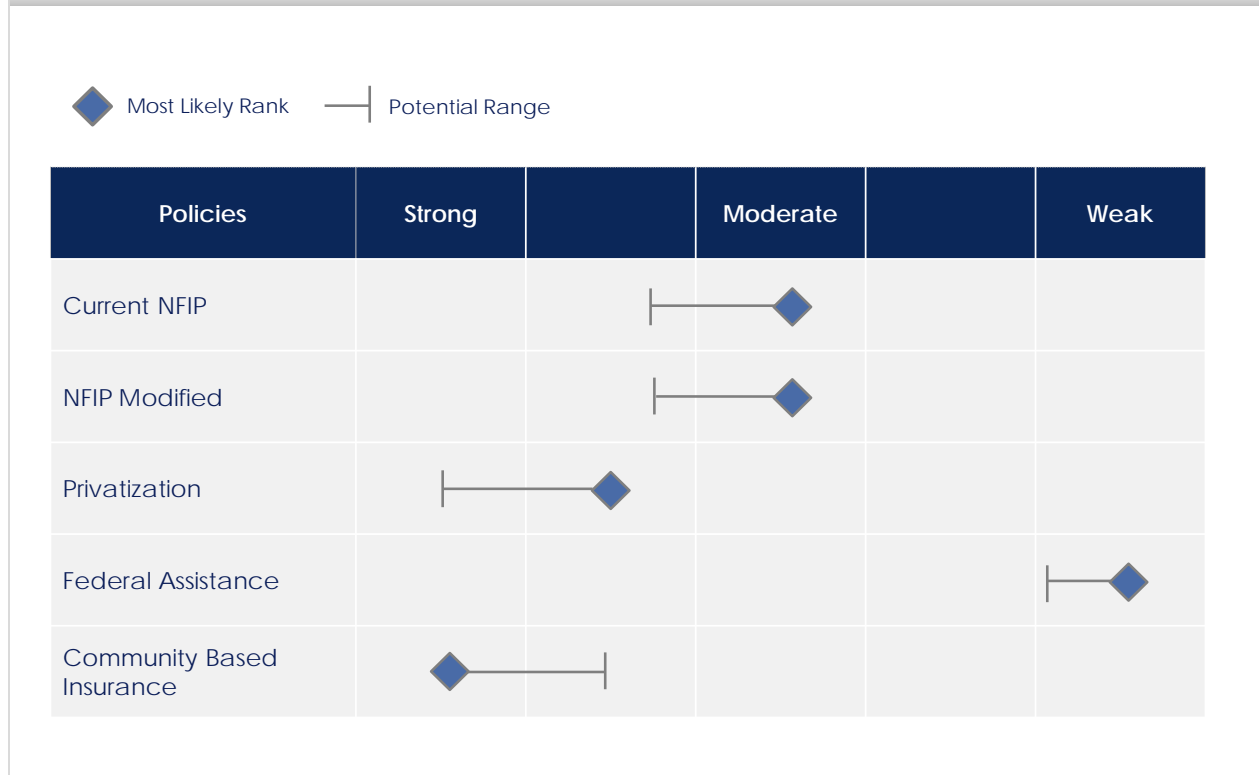 Most Likely Rank
Potential Range
Policies
Strong
Moderate
Weak
Current NFIP
NFIP Modified
Privatization
Federal Assistance
Community Based
Insurance